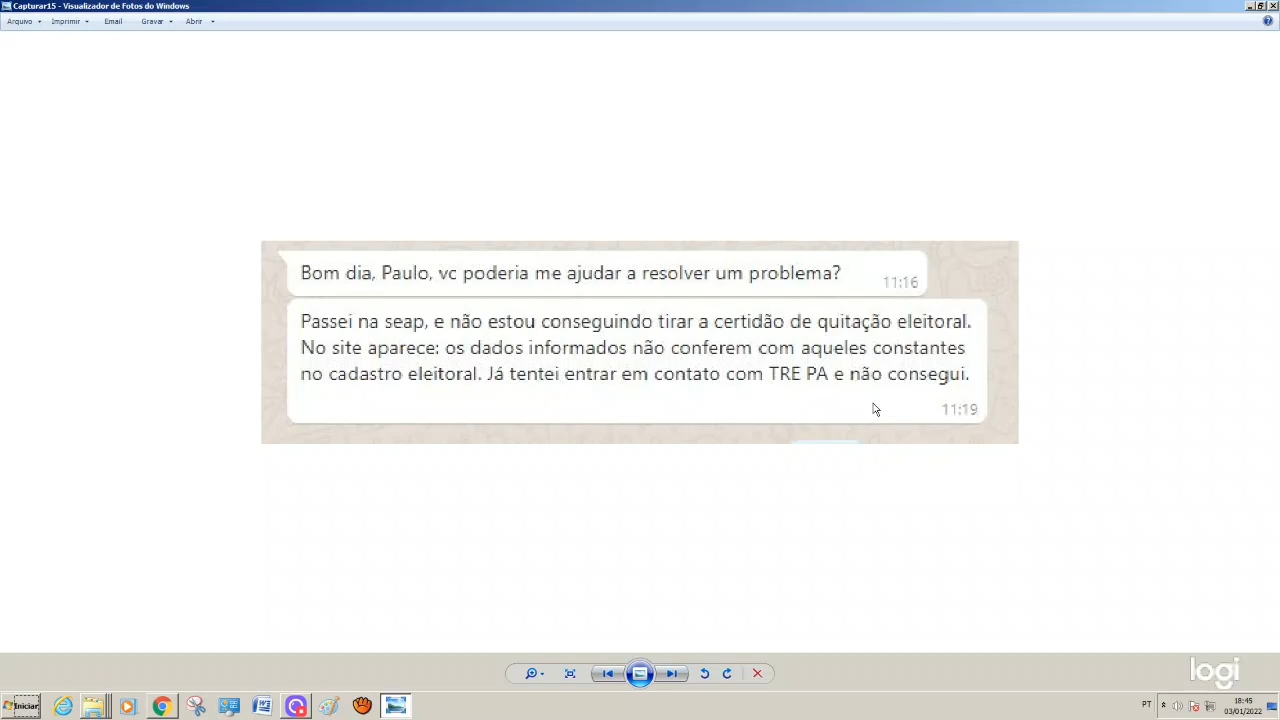 Capturar15 - Visualizador de Fotos do Windows
Arquivo Imprimir Email Gravar Abrir
Bom dia, Paulo, vc poderia me ajudar a resolver um problema?
11:16
Passei na seap, e não estou conseguindo tirar a certidão de quitação eleitoral.
No site aparece: os dados informados não conferem com aqueles constantes
no cadastro eleitoral. Já tentei entrar em contato com TRE PA e não consegui.
11:19
logi
Iniciar
PT
18:45
03/01/2022